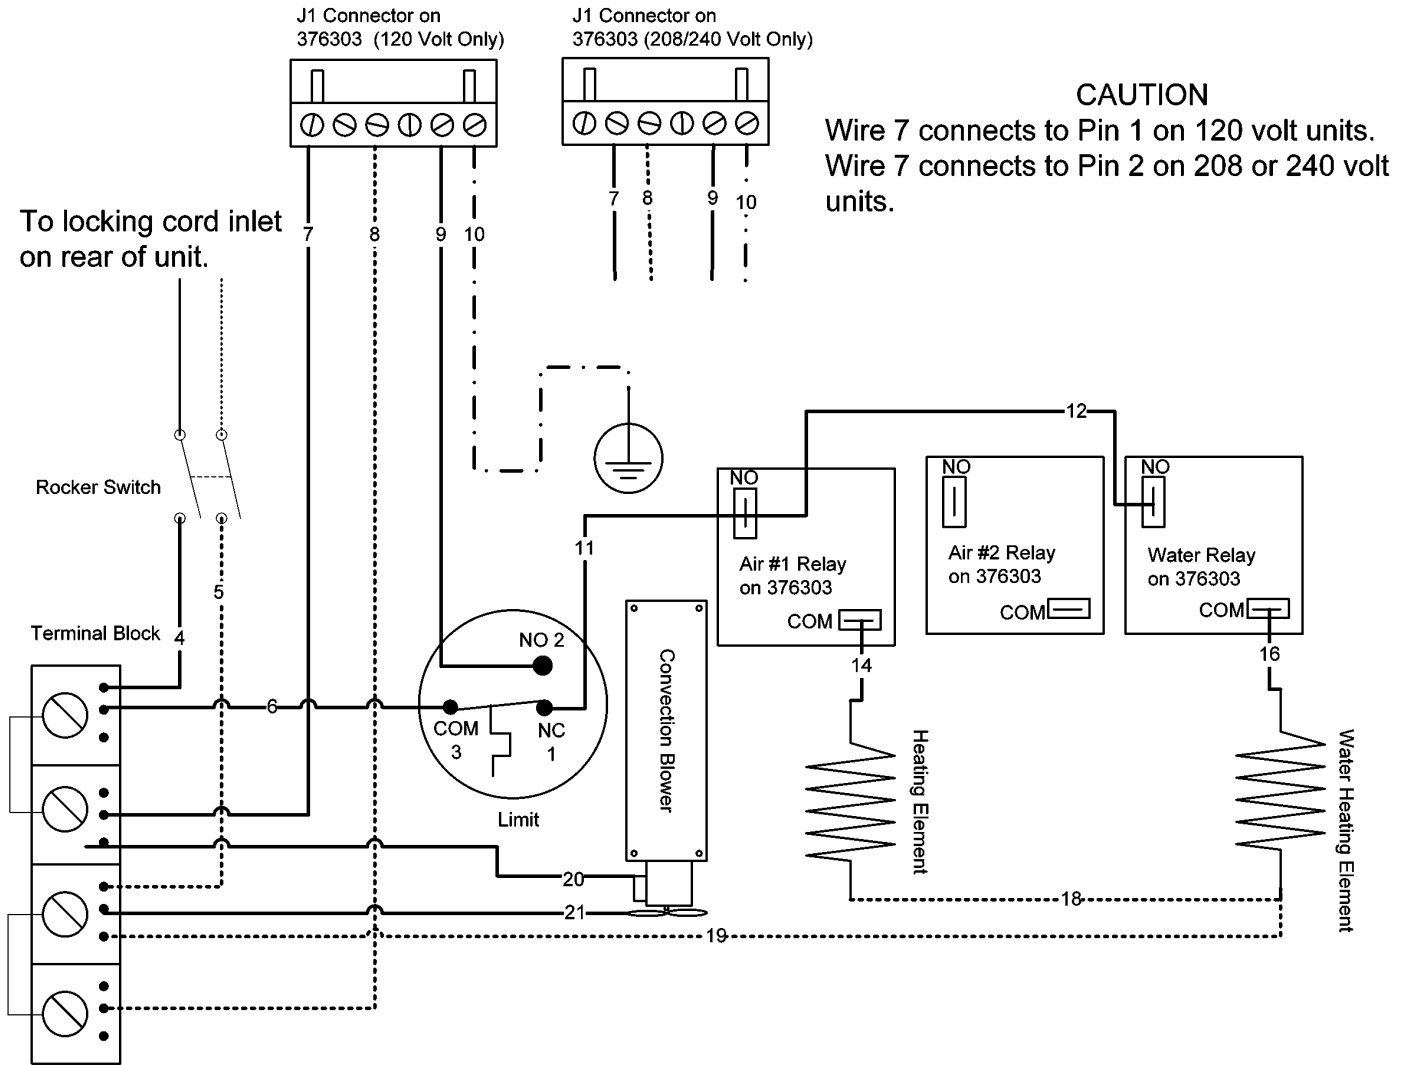 J1 Connector on
376303 (120 Volt Only)
J1 Connector on
376303 (208/240 Volt Only)
CAUTION
Wire 7 connects to Pin 1 on 120 volt units.
Wire 7 connects to Pin 2 on 208 or 240 volt
units.
7
8
9
10
7
8
9
10
To locking cord inlet
on rear of unit.
Rocker Switch
12
NO
NO
NO
11
Air #1 Relay
on 376303
COM
Air #2 Relay
on 376303
COM
Water Relay
on 376303
COM
5
4
Terminal Block
6
NO 2
COM
3
NC
1
Limit
Convection Blower
14
16
Heating Element
Water Heating Element
20
21
18
19